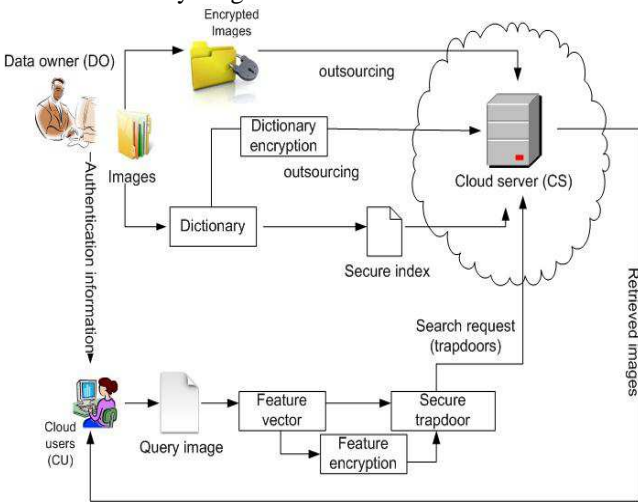 Encrypted
Images
Data owner (DO)
outsourcing
Dictionary
encryption
Images
outsourcing
Cloud server (CS)
Dictionary
Secure index
Authentication information
Retrieved images
Search request
(trapdoors)
Feature
vector
Secure
trapdoor
Cloud
users
(CU)
Query image
Feature
encryption